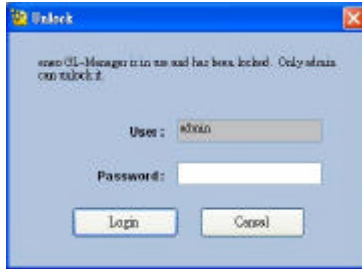 Unlock
GL-Manager is in use and has been locked. Only admin
can unlock it.
User :
admin
Password :
Login
Cancel